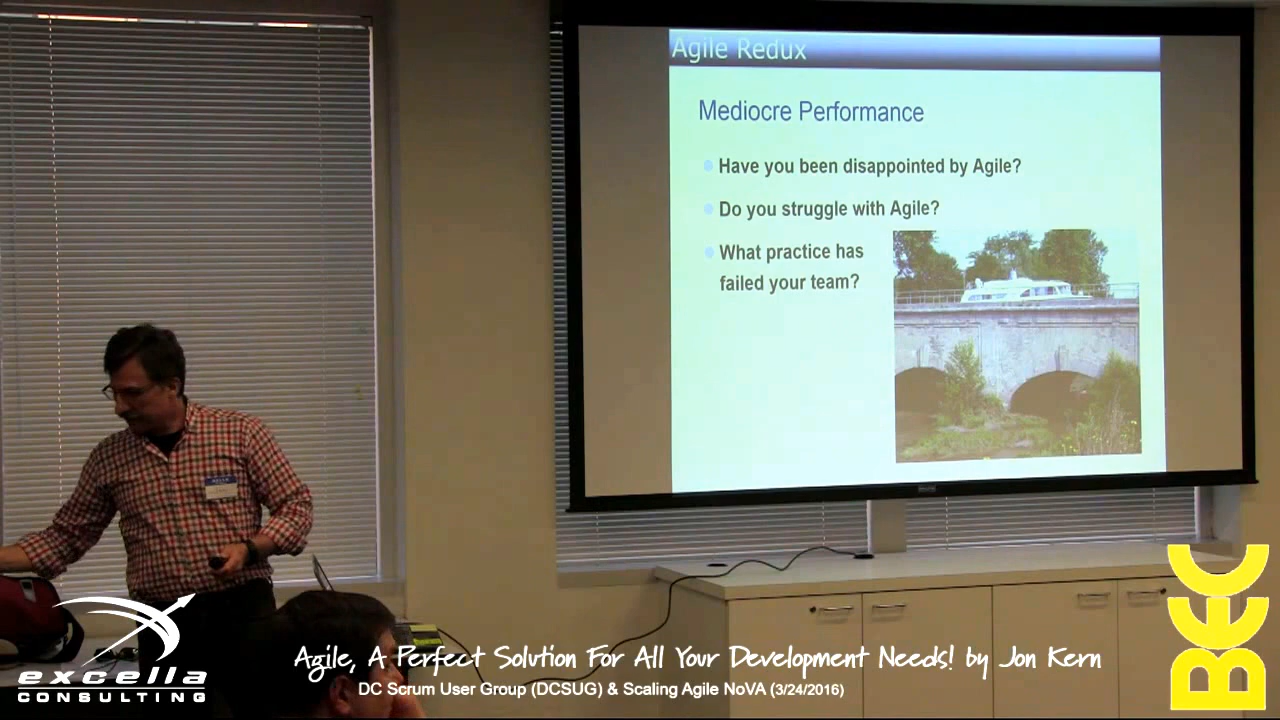 Agile Redux
Mediocre Performance
Have you been disappointed by Agile?
Do you struggle with Agile?
What practice has
failed your team?
Agile, A Perfect Solution For All Your Development Needs! by Jon Kern
DC Scrum User Group (DCSUG) & Scaling Agile NoVA (3/24/2016)
excella
CONSULTING
BEC